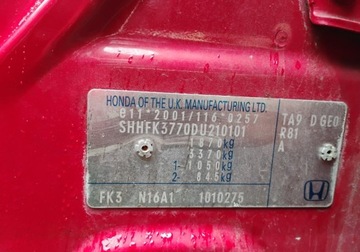 HONDA OF THE U.K. MANUFACTURING LTD.
e11*2001/116*0257
SHHFK3770DU210101
1870kg
3370kg
1- 1050kg
2- 845kg
FK3 N16A1 1010275
TA9 D GE0
R81
A
HONDA